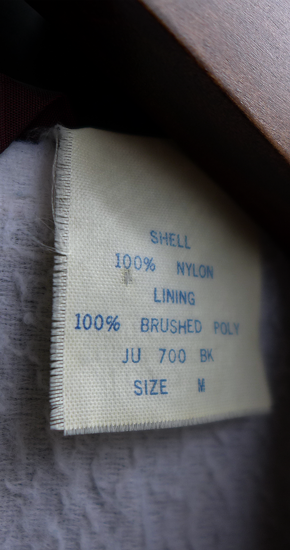 SHELL
100% NYLON
LINING
100% BRUSHED POLY
JU 700 BK
SIZE M